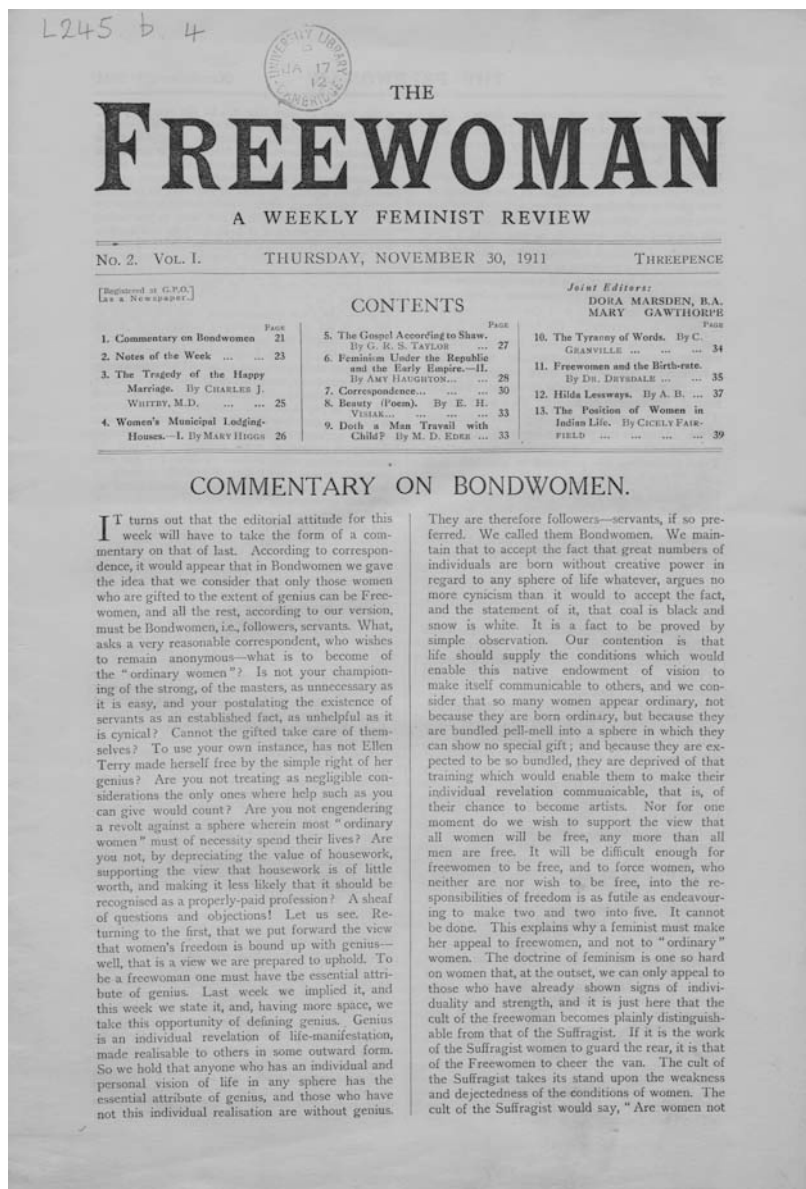 L245 b. 4
UNIVERSITY LIBRARY
JA 17
12
CAMBRIDGE
THE
FREEWOMAN
A WEEKLY FEMINIST REVIEW
No. 2. VOL. I.
THURSDAY, NOVEMBER 30, 1911
THREEPENCE
[Registered at G.P.O.
as a Newspaper.]
CONTENTS
Joint Editors:
DORA MARSDEN, B.A.
MARY GAWTHORPE
PAGE
1. Commentary on Bondwomen 21
2. Notes of the Week ... ... 23
3. The Tragedy of the Happy
Marriage. By CHARLES J.
WHITBY, M.D. ... ... 25
4. Women's Municipal Lodging-
Houses.—I. By MARY HIGGS 26
PAGE
5. The Gospel According to Shaw.
By G. R. S. TAYLOR ... 27
6. Feminism Under the Republic
and the Early Empire.—II.
By AMY HAUGHTON... ... 28
7. Correspondence... ... ... 30
8. Beauty (Poem). By E. H.
VISIAK... ... ... ... 33
9. Doth a Man Travail with
Child? By M. D. EDER ... 33
PAGE
10. The Tyranny of Words. By C.
GRANVILLE ... ... ... 34
11. Freewomen and the Birth-rate.
By DR. DRYSDALE ... ... 35
12. Hilda Lessways. By A. B. ... 37
13. The Position of Women in
Indian Life. By CICELY FAIR-
FIELD ... ... ... ... 39
COMMENTARY ON BONDWOMEN.
IT turns out that the editorial attitude for this
week will have to take the form of a com-
mentary on that of last. According to correspon-
dence, it would appear that in Bondwomen we gave
the idea that we consider that only those women
who are gifted to the extent of genius can be Free-
women, and all the rest, according to our version,
must be Bondwomen, i.e., followers, servants. What,
asks a very reasonable correspondent, who wishes
to remain anonymous—what is to become of
the "ordinary women"? Is not your champion-
ing of the strong, of the masters, as unnecessary as
it is easy, and your postulating the existence of
servants as an established fact, as unhelpful as it
is cynical? Cannot the gifted take care of them-
selves? To use your own instance, has not Ellen
Terry made herself free by the simple right of her
genius? Are you not treating as negligible con-
siderations the only ones where help such as you
can give would count? Are you not engendering
a revolt against a sphere wherein most "ordinary
women" must of necessity spend their lives? Are
you not, by depreciating the value of housework,
supporting the view that housework is of little
worth, and making it less likely that it should be
recognised as a properly-paid profession? A sheaf
of questions and objections! Let us see. Re-
turning to the first, that we put forward the view
that women's freedom is bound up with genius—
well, that is a view we are prepared to uphold. To
be a freewoman one must have the essential attri-
bute of genius. Last week we implied it, and
this week we state it, and, having more space, we
take this opportunity of defining genius. Genius
is an individual revelation of life-manifestation,
made realisable to others in some outward form.
So we hold that anyone who has an individual and
personal vision of life in any sphere has the
essential attribute of genius, and those who have
not this individual realisation are without genius.
They are therefore followers—servants, if so pre-
ferred. We called them Bondwomen. We main-
tain that to accept the fact that great numbers of
individuals are born without creative power in
regard to any sphere of life whatever, argues no
more cynicism than it would to accept the fact,
and the statement of it, that coal is black and
snow is white. It is a fact to be proved by
simple observation. Our contention is that
life should supply the conditions which would
enable this native endowment of vision to
make itself communicable to others, and we con-
sider that so many women appear ordinary, not
because they are born ordinary, but because they
are bundled pell-mell into a sphere in which they
can show no special gift; and because they are ex-
pected to be so bundled, they are deprived of that
training which would enable them to make their
individual revelation communicable, that is, of
their chance to become artists. Nor for one
moment do we wish to support the view that
all women will be free, any more than all
men are free. It will be difficult enough for
freewomen to be free, and to force women, who
neither are nor wish to be free, into the re-
sponsibilities of freedom is as futile as endeavour-
ing to make two and two into five. It cannot
be done. This explains why a feminist must make
her appeal to freewomen, and not to "ordinary"
women. The doctrine of feminism is one so hard
on women that, at the outset, we can only appeal to
those who have already shown signs of indivi-
duality and strength, and it is just here that the
cult of the freewoman becomes plainly distinguish-
able from that of the Suffragist. If it is the work
of the Suffragist women to guard the rear, it is that
of the Freewomen to cheer the van. The cult of
the Suffragist takes its stand upon the weakness
and dejectedness of the conditions of women. The
cult of the Suffragist would say, "Are women not